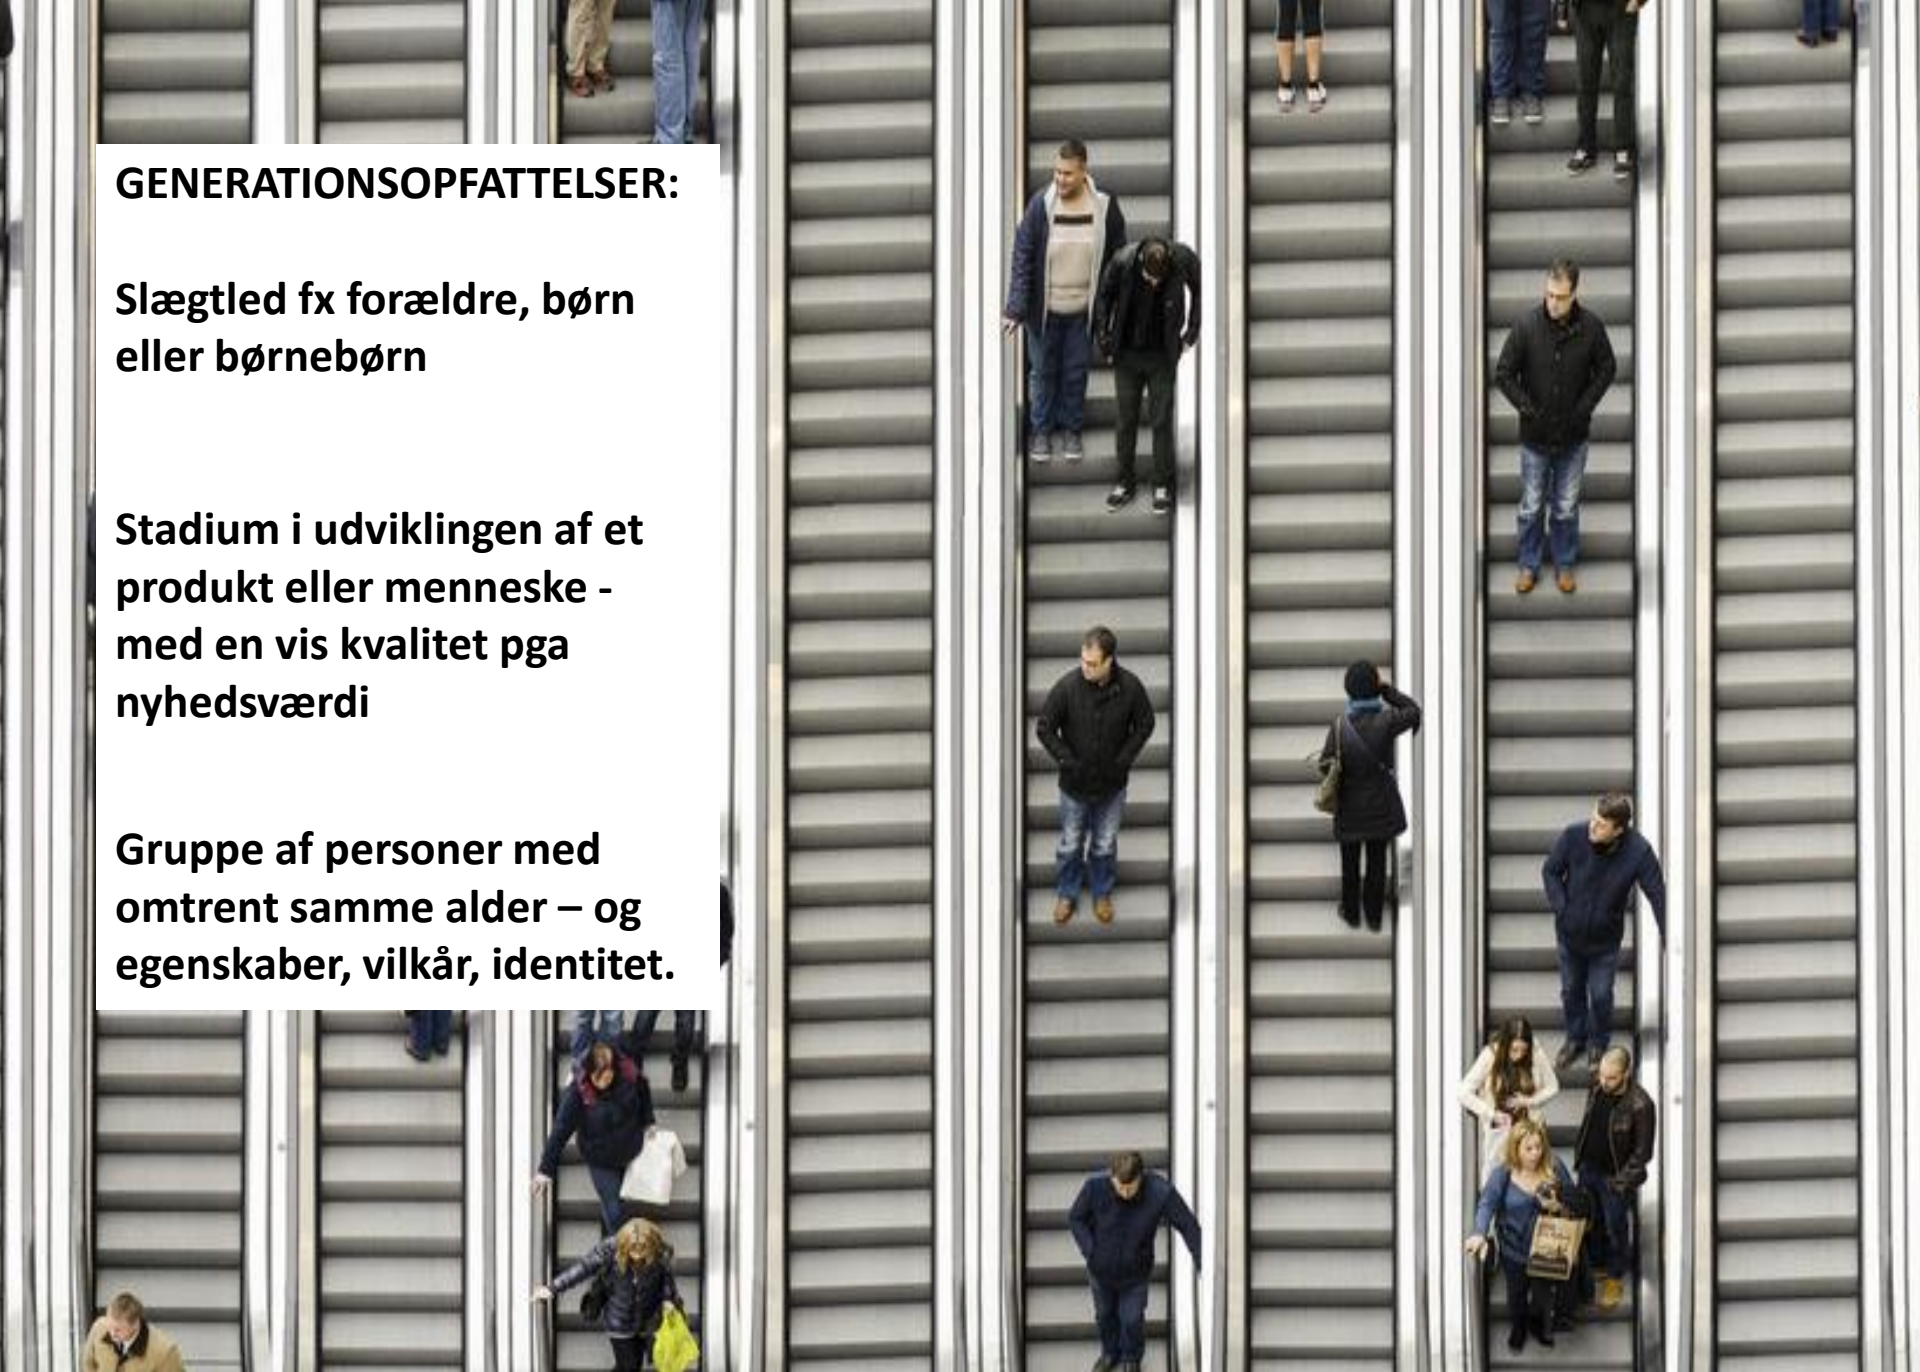 GENERATIONSOPFATTELSER:
Slægtled fx forældre, børn
eller børnebørn
Stadium i udviklingen af et
produkt eller menneske -
med en vis kvalitet pga
nyhedsværdi
Gruppe af personer med
omtrent samme alder – og
egenskaber, vilkår, identitet.